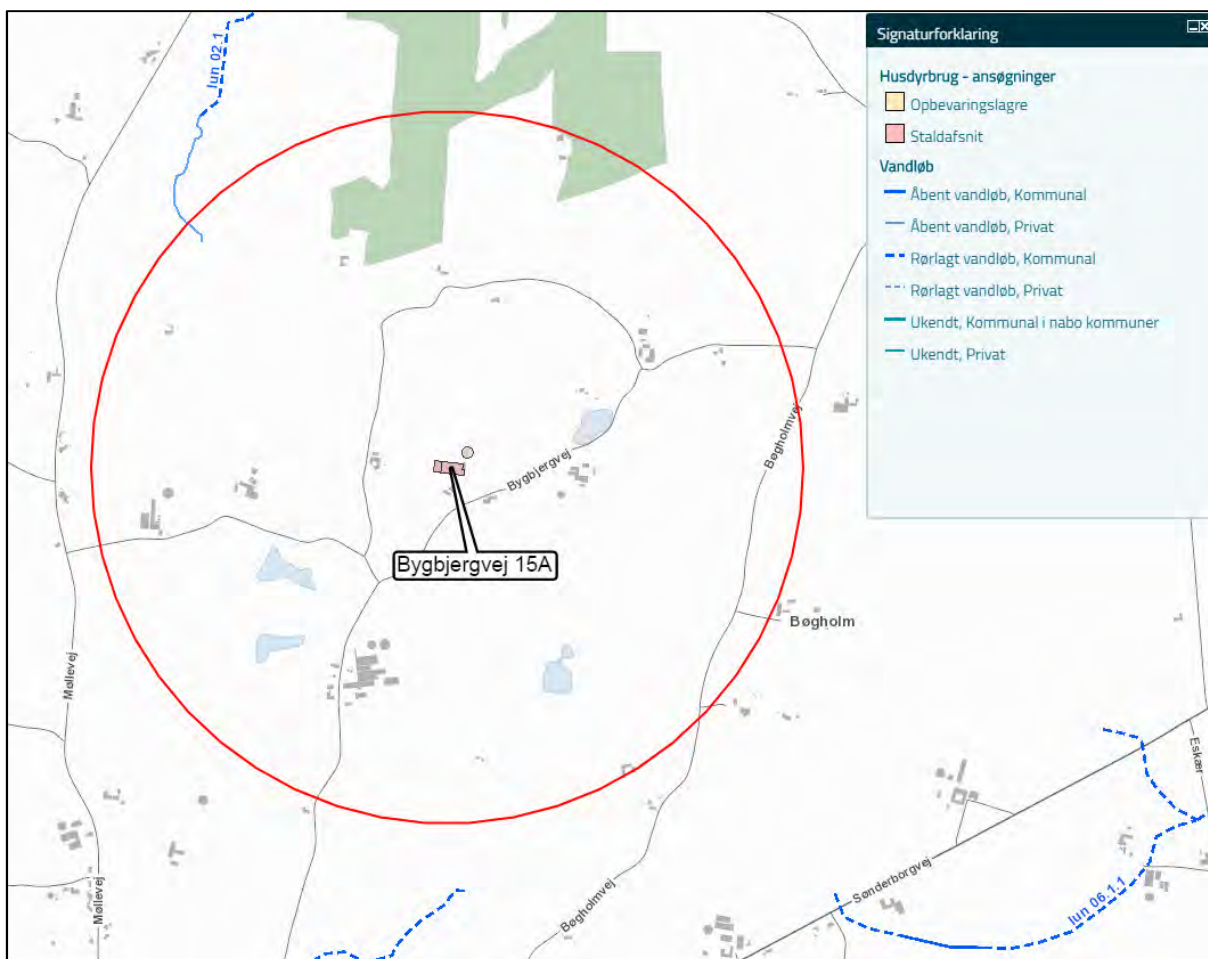 lun 02.1
Signaturforklaring
Husdyrbrug - ansøgninger
Opbevaringslagre
Staldafsnit
Vandløb
Åbent vandløb, Kommunal
Åbent vandløb, Privat
Rørlagt vandløb, Kommunal
Rørlagt vandløb, Privat
Ukendt, Kommunal i nabo kommuner
Ukendt, Privat
Bøgholmvej
Bygbjergvej
Bygbjergvej 15A
Bøgholm
Møllevej
Eskær
Sønderborgvej
lun 06.1.1
Bøgholmvej
Møllevej